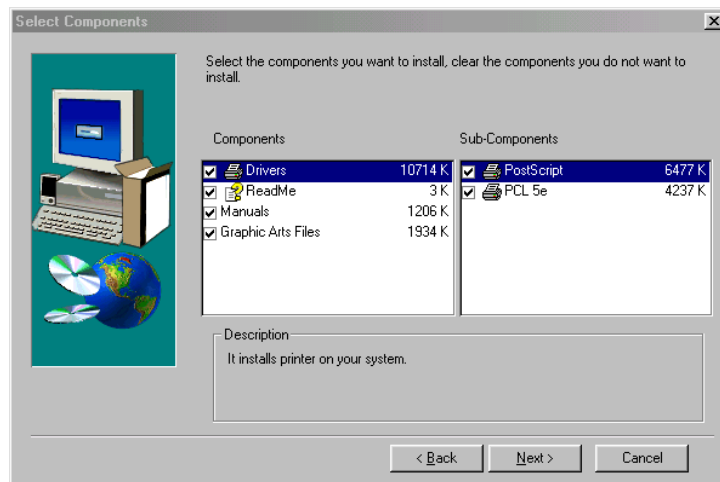 Select Components
Select the components you want to install, clear the components you do not want to
install.
Components
Drivers 10714 K
ReadMe 3 K
Manuals 1206 K
Graphic Arts Files 1934 K
Sub-Components
PostScript 6477 K
PCL 5e 4237 K
Description
It installs printer on your system.
< Back
Next >
Cancel